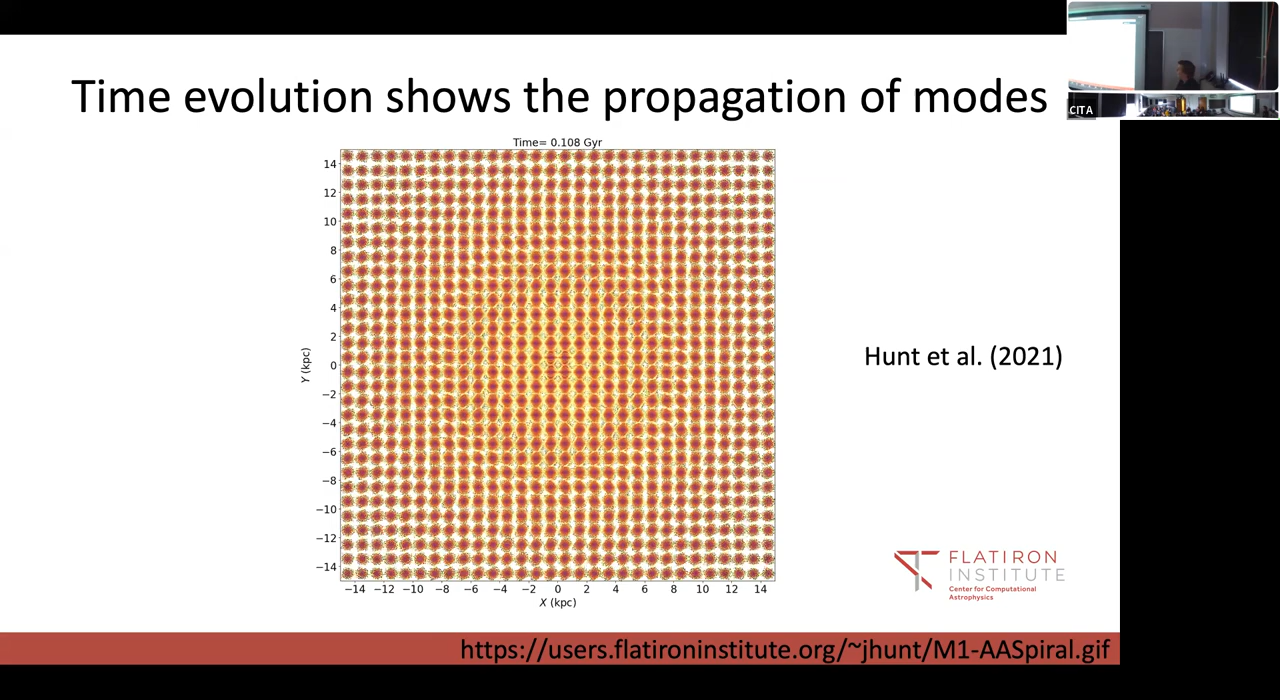 Time evolution shows the propagation of modes
CITA
Time= 0.108 Gyr
14
12
10
8
6
4
2
0
−2
−4
−6
−8
−10
−12
−14
Y (kpc)
−14 −12 −10 −8 −6 −4 −2 0 2 4 6 8 10 12 14
X (kpc)
Hunt et al. (2021)
FLATIRON
INSTITUTE
Center for Computational
Astrophysics
https://users.flatironinstitute.org/~jhunt/M1-AASpiral.gif